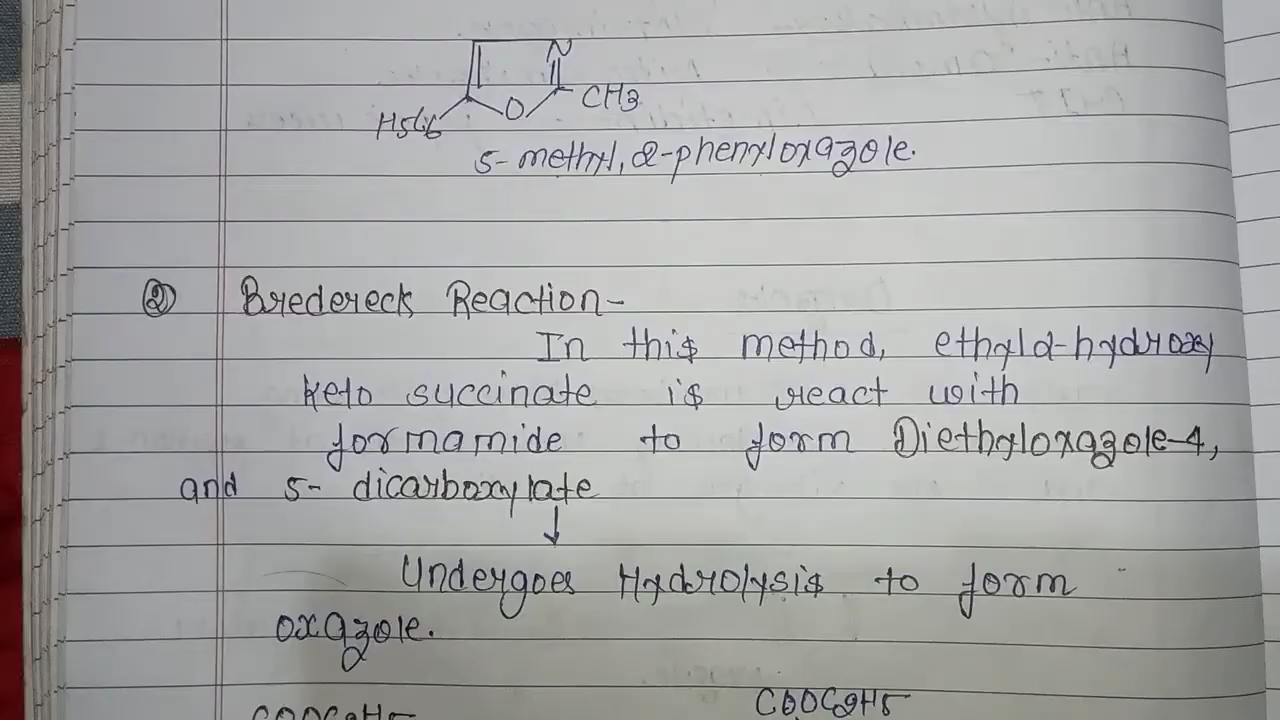 N
O
CH3
H5C6
5-methyl,2-phenyloxazole.
② Bredereck Reaction-
In this method, ethyl α-hydroxy
keto succinate is react with
formamide to form Diethyloxazole-4,
and 5- dicarboxylate
↓
Undergoes Hydrolysis to form
oxazole.
COOC2H5
COOC2H5